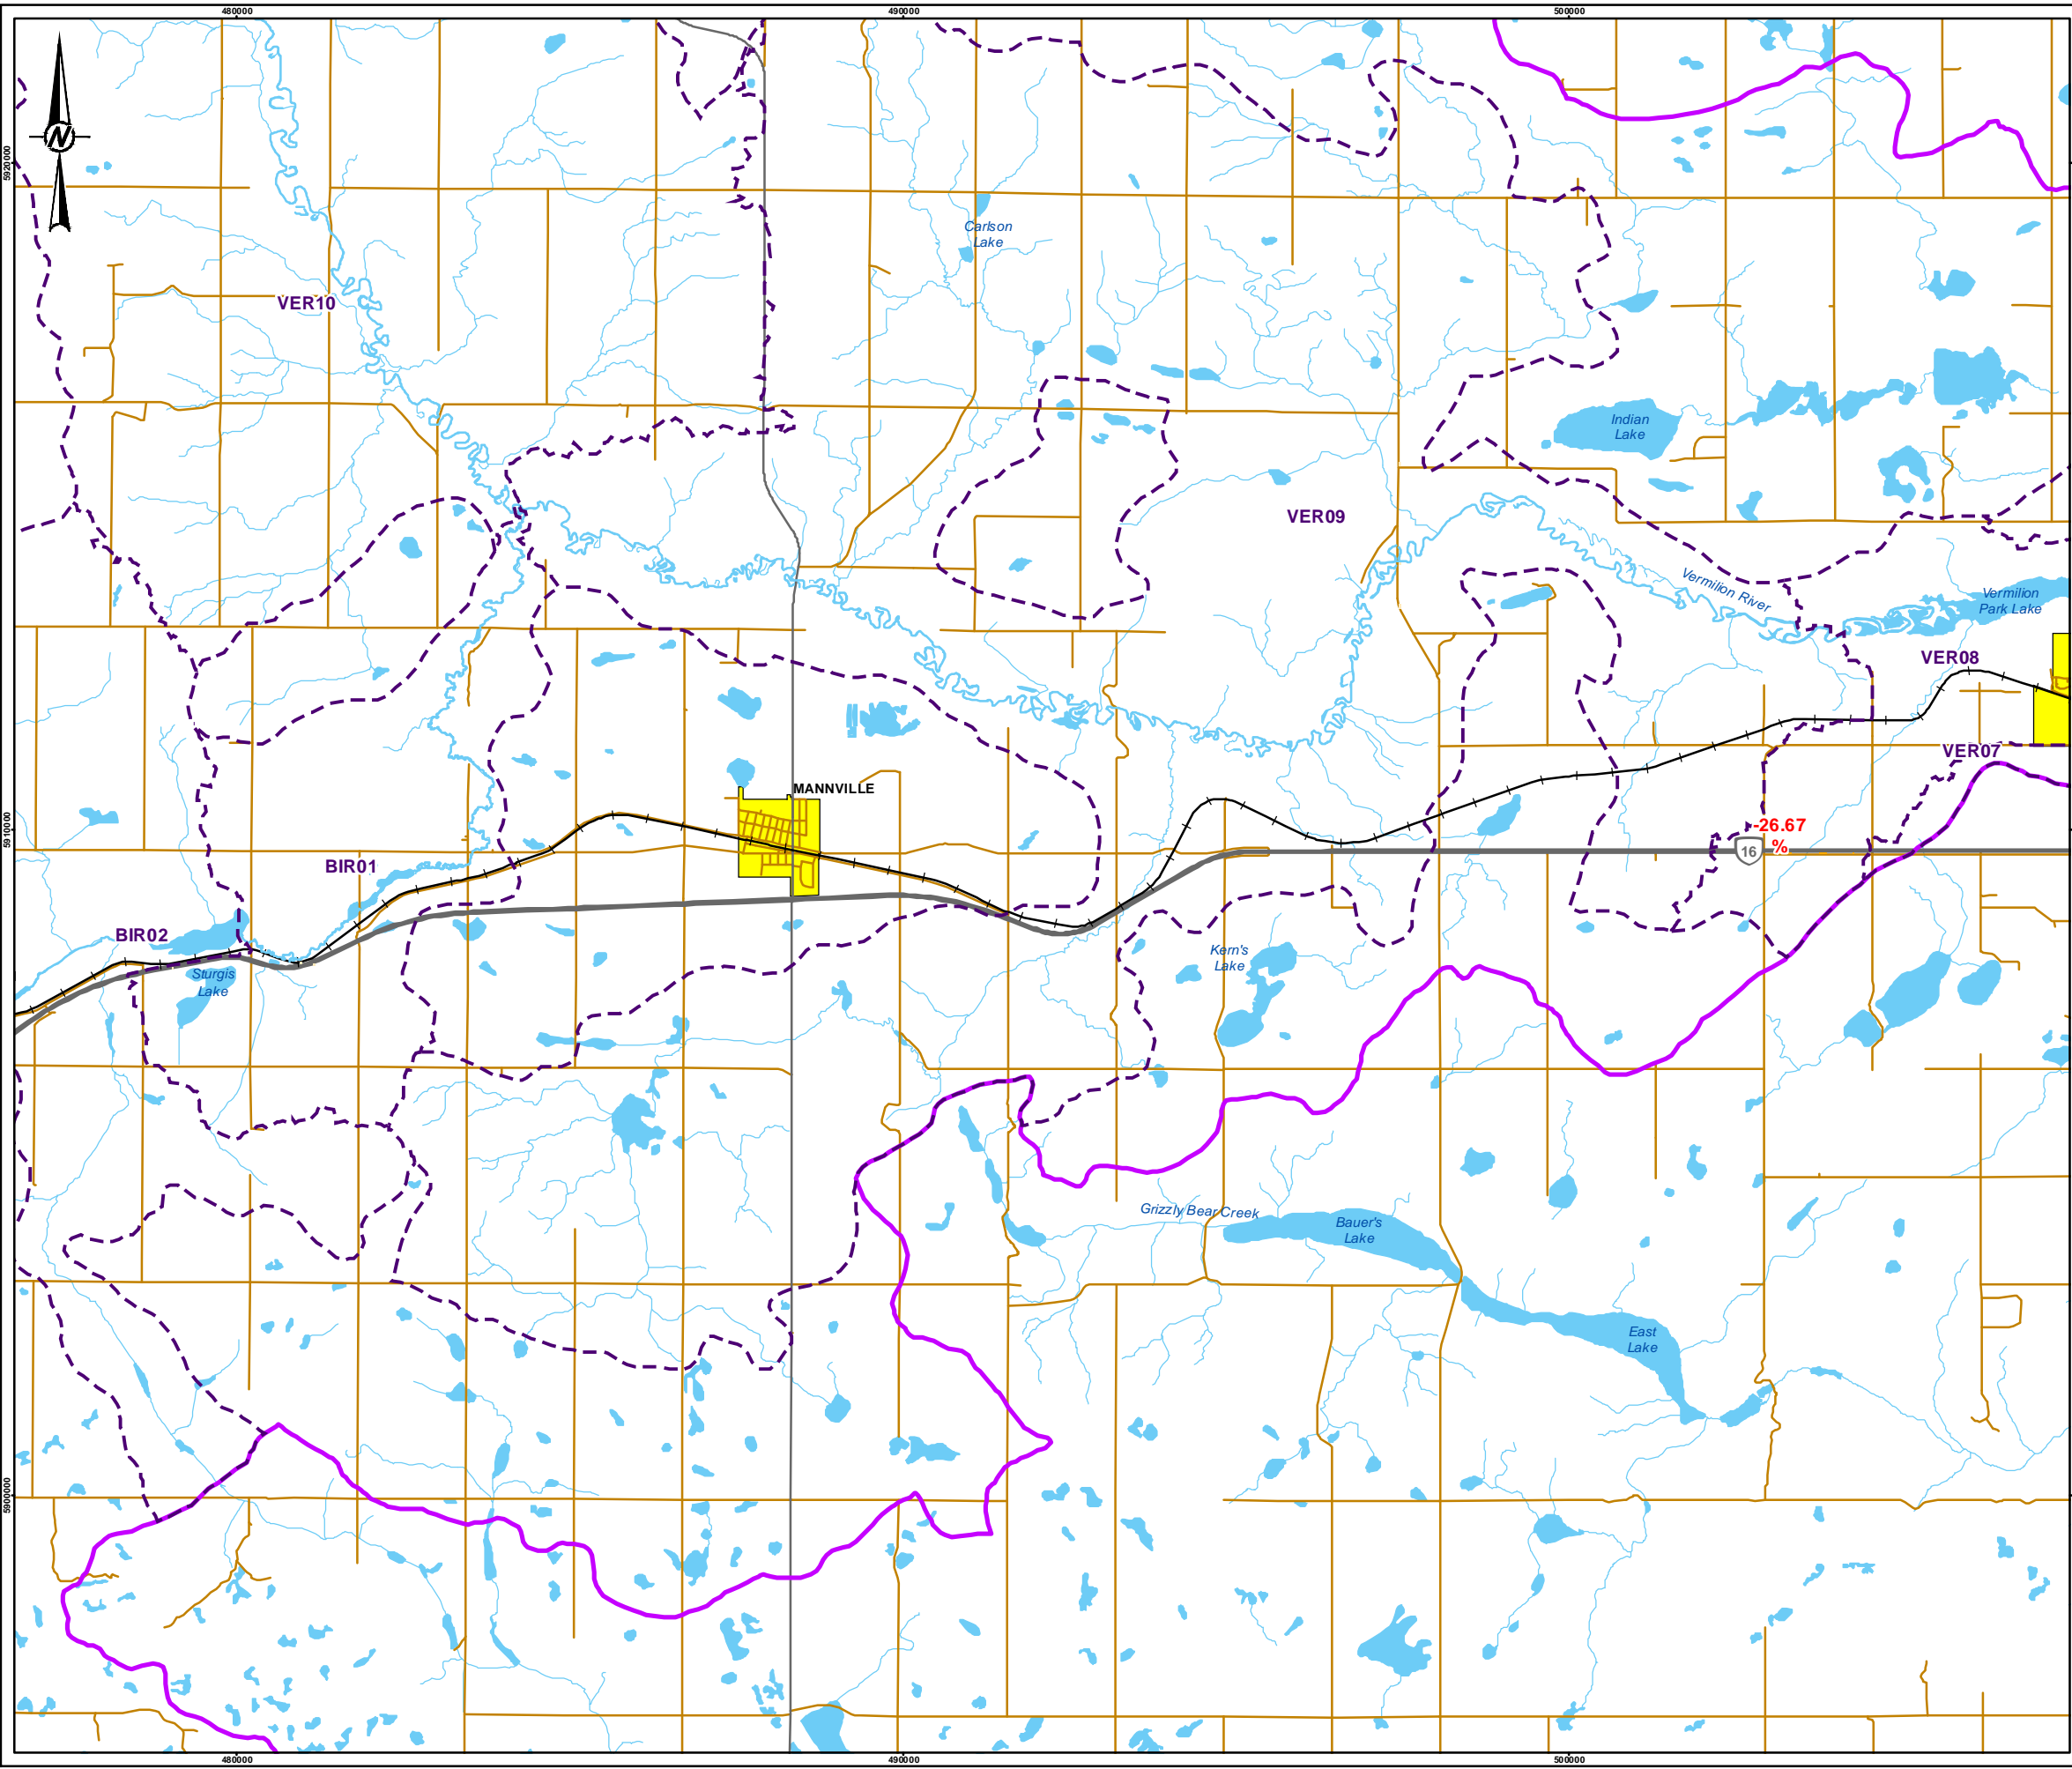 480000
490000
500000
5920000
N
Carlson
Lake
VER10
Indian
Lake
VER09
Vermilion River
Vermilion
Park Lake
VER08
VER07
MANNVILLE
5910000
-26.67
%
16
BIR01
BIR02
Sturgis
Lake
Kern's
Lake
Grizzly Bear Creek
Bauer's
Lake
East
Lake
5900000
480000
490000
500000